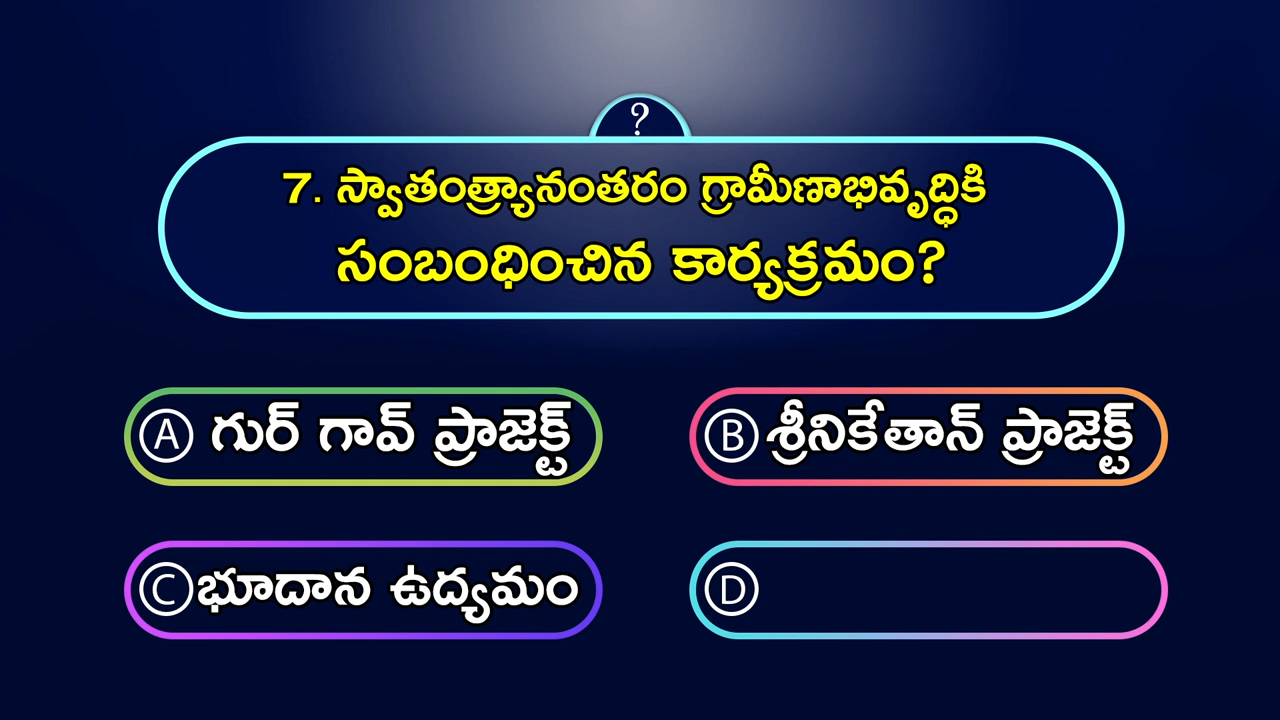 ?
7. స్వాతంత్ర్యానంతరం గ్రామీణాభివృద్ధికి
సంబంధించిన కార్యక్రమం?
A గుర్ గావ్ ప్రాజెక్ట్
B శ్రీనికేతాన్ ప్రాజెక్ట్
C భూదాన ఉద్యమం
D